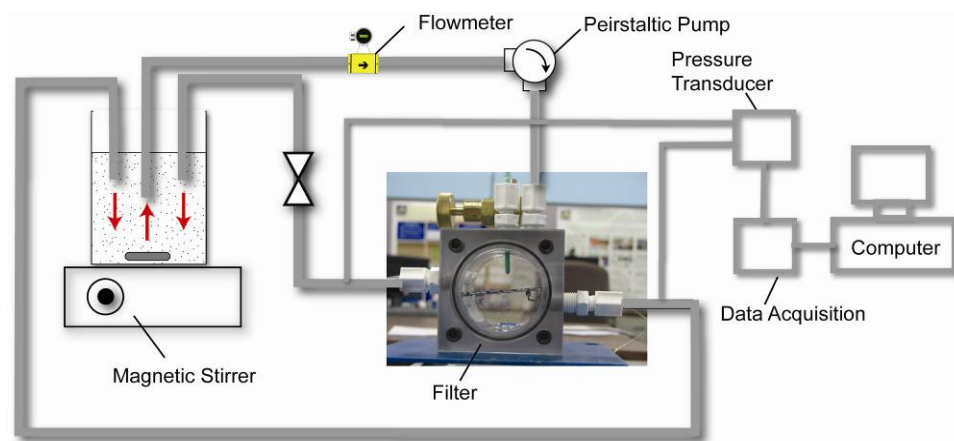 Flowmeter
Peirstaltic Pump
Pressure
Transducer
Computer
Data Acquisition
Magnetic Stirrer
Filter